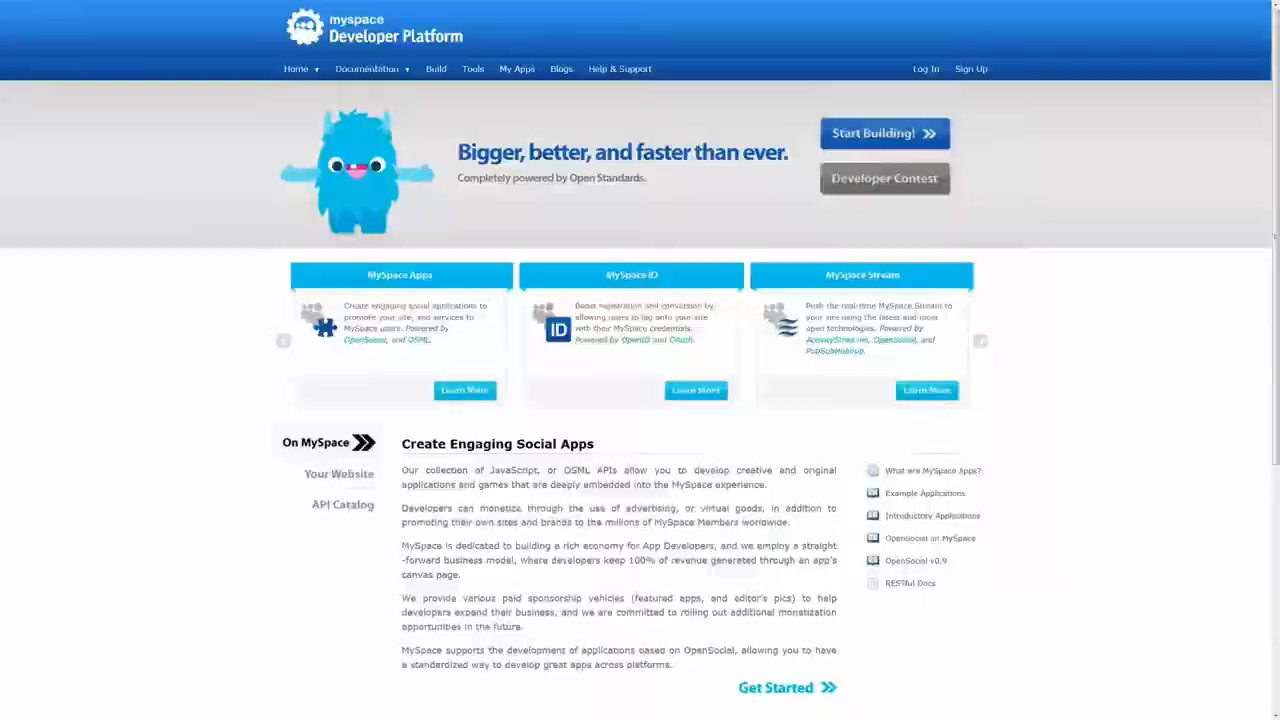 myspace
Developer Platform
Home
Documentation
Build
Tools
My Apps
Blogs
Help & Support
Log In
Sign Up
Bigger, better, and faster than ever.
Completely powered by Open Standards.
Start Building!
Developer Contest
MySpace Apps
Create engaging social applications to
promote your site, and services to
MySpace users. Powered by
OpenSocial, and OSML.
Learn More
MySpace ID
Boost registration and conversion by
allowing users to log onto your site
with their MySpace credentials.
Powered by OpenID and OAuth.
ID
Learn More
MySpace Stream
Push the real-time MySpace Stream to
your site using the latest and most
open technologies. Powered by
ActivityStreams, OpenSocial, and
PubSubHubbub.
Learn More
On MySpace
Your Website
API Catalog
Create Engaging Social Apps
Our collection of JavaScript, or OSML APIs allow you to develop creative and original
applications and games that are deeply embedded into the MySpace experience.
Developers can monetize through the use of advertising, or virtual goods, in addition to
promoting their own sites and brands to the millions of MySpace Members worldwide.
MySpace is dedicated to building a rich economy for App Developers, and we employ a straight
-forward business model, where developers keep 100% of revenue generated through an app's
canvas page.
We provide various paid sponsorship vehicles (featured apps, and editor's pics) to help
developers expand their business, and we are committed to rolling out additional monetization
opportunities in the future.
MySpace supports the development of applications based on OpenSocial, allowing you to have
a standardized way to develop great apps across platforms.
Get Started
What are MySpace Apps?
Example Applications
Introductory Applications
Opensocial on MySpace
OpenSocial v0.9
RESTful Docs